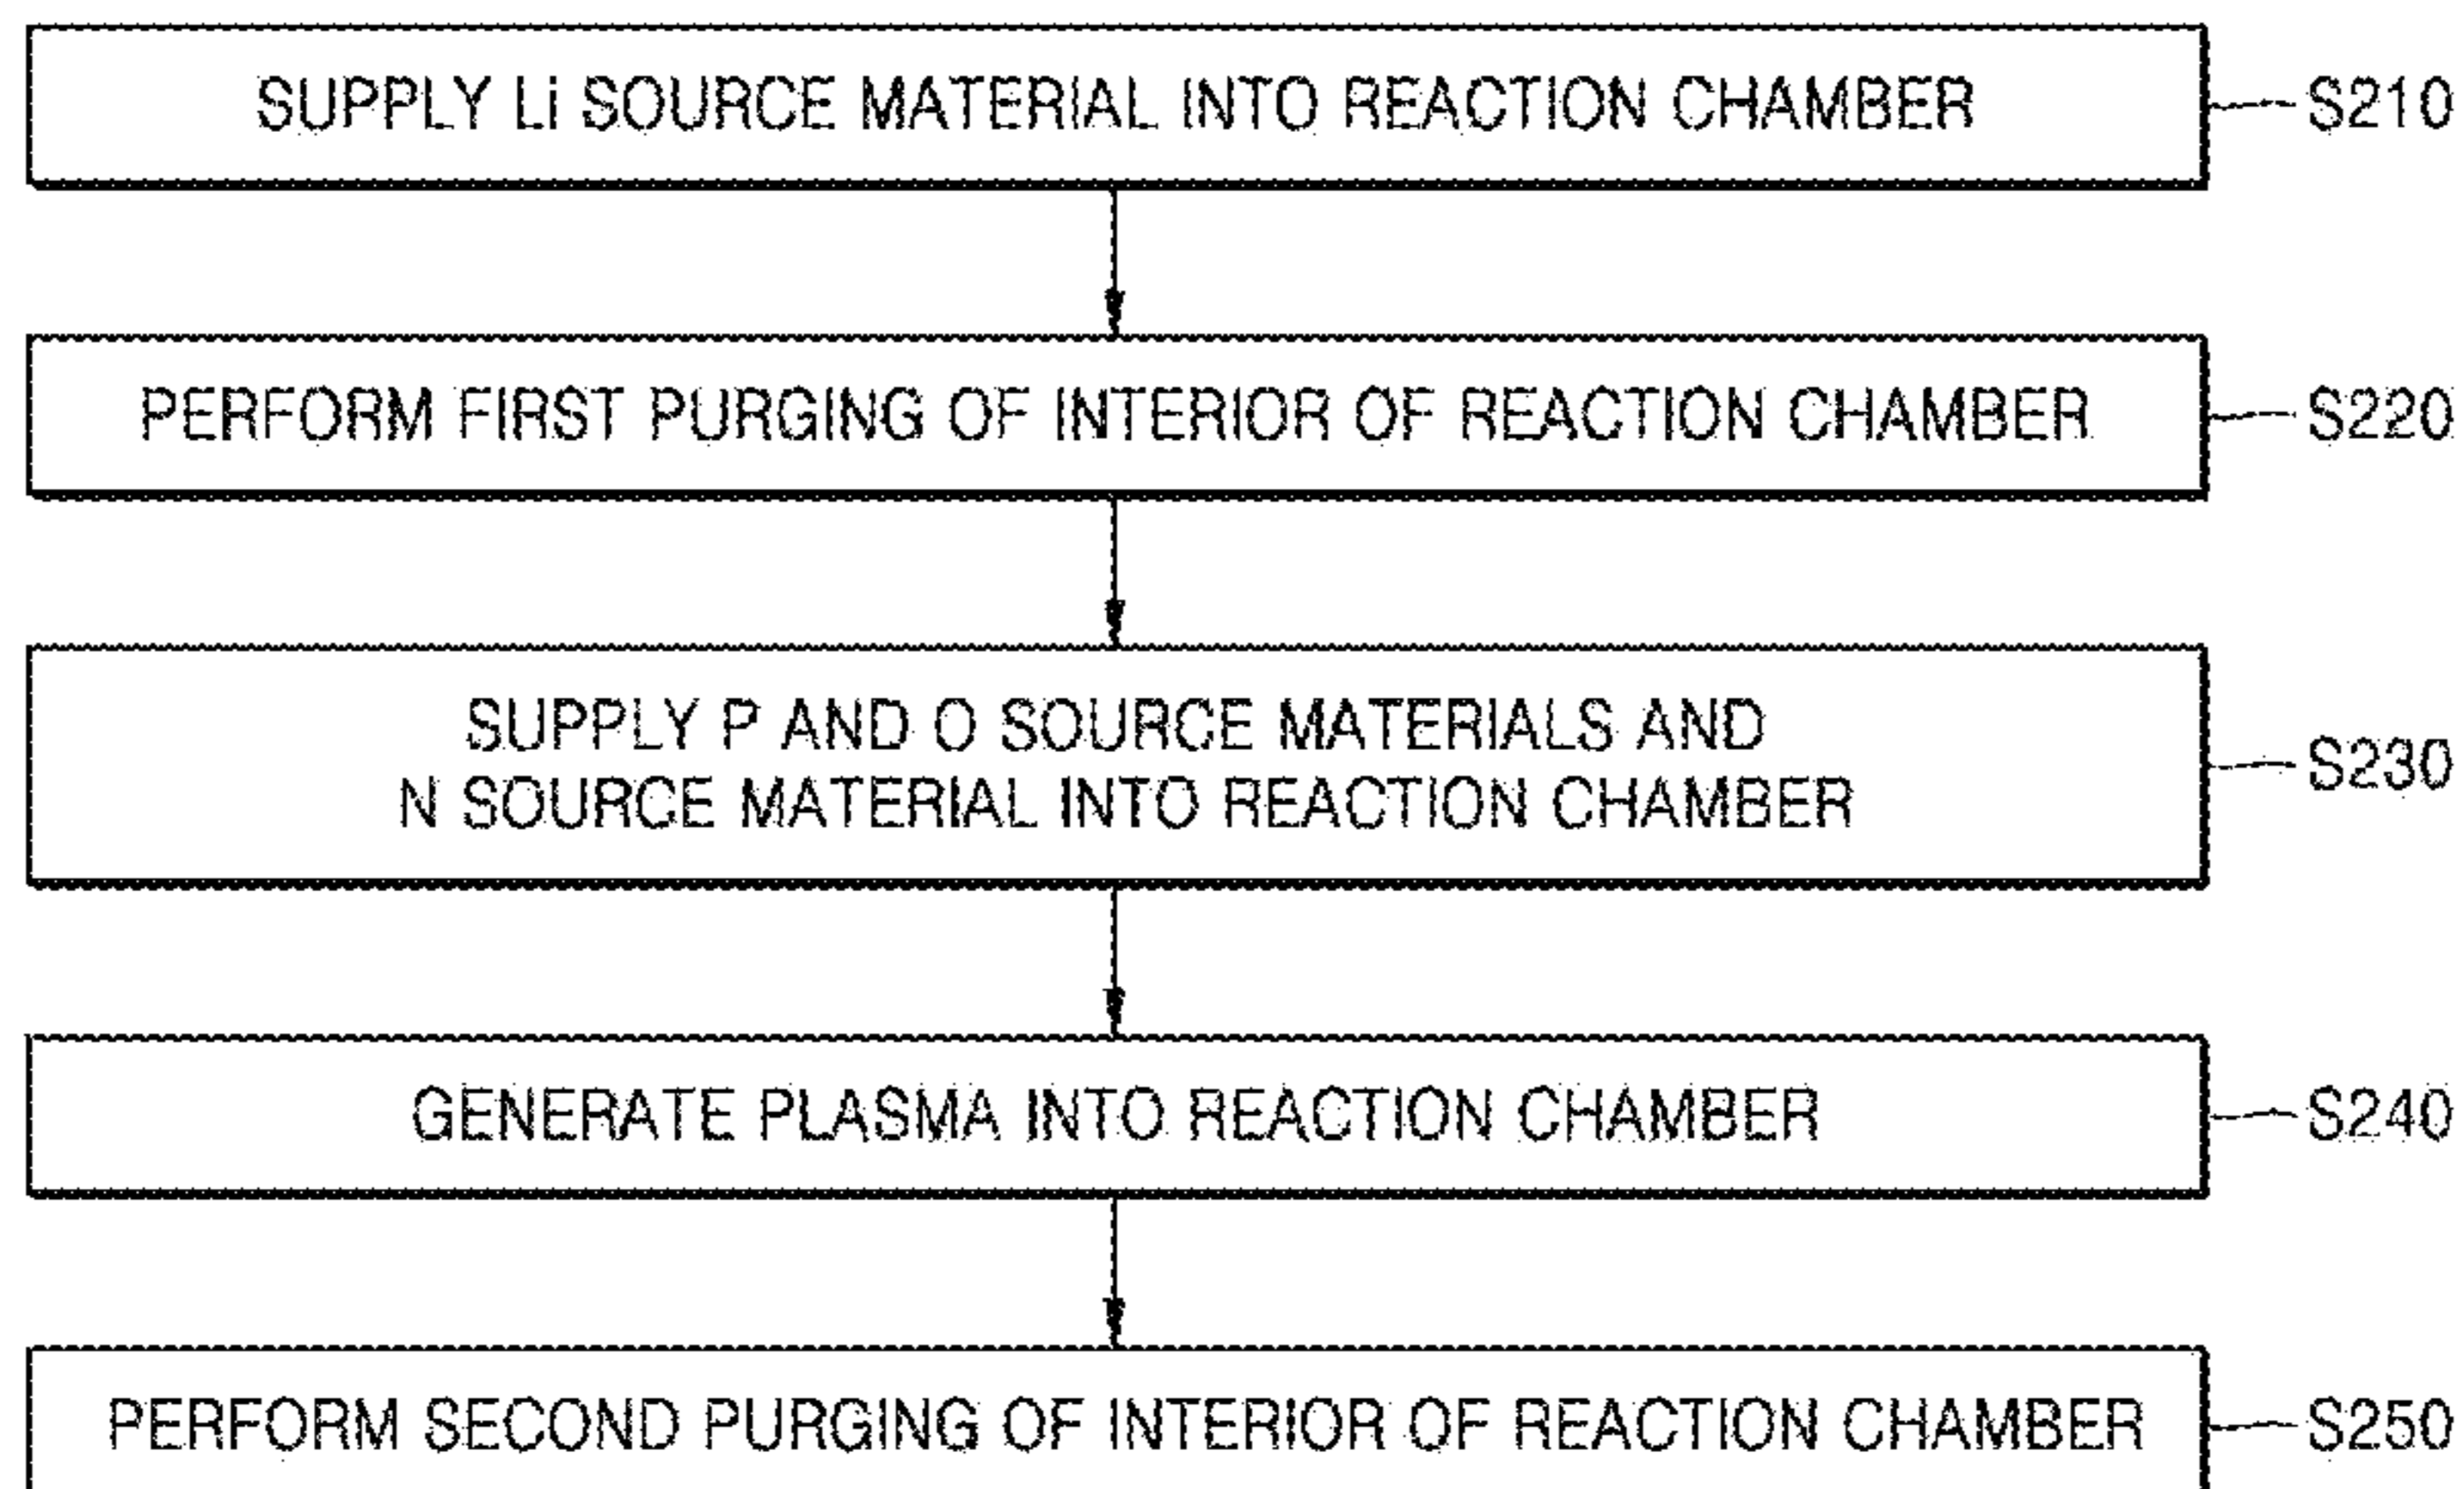 SUPPLY Li SOURCE MATERIAL INTO REACTION CHAMBER
S210
PERFORM FIRST PURGING OF INTERIOR OF REACTION CHAMBER
S220
SUPPLY P AND O SOURCE MATERIALS AND
N SOURCE MATERIAL INTO REACTION CHAMBER
S230
GENERATE PLASMA INTO REACTION CHAMBER
S240
PERFORM SECOND PURGING OF INTERIOR OF REACTION CHAMBER
S250